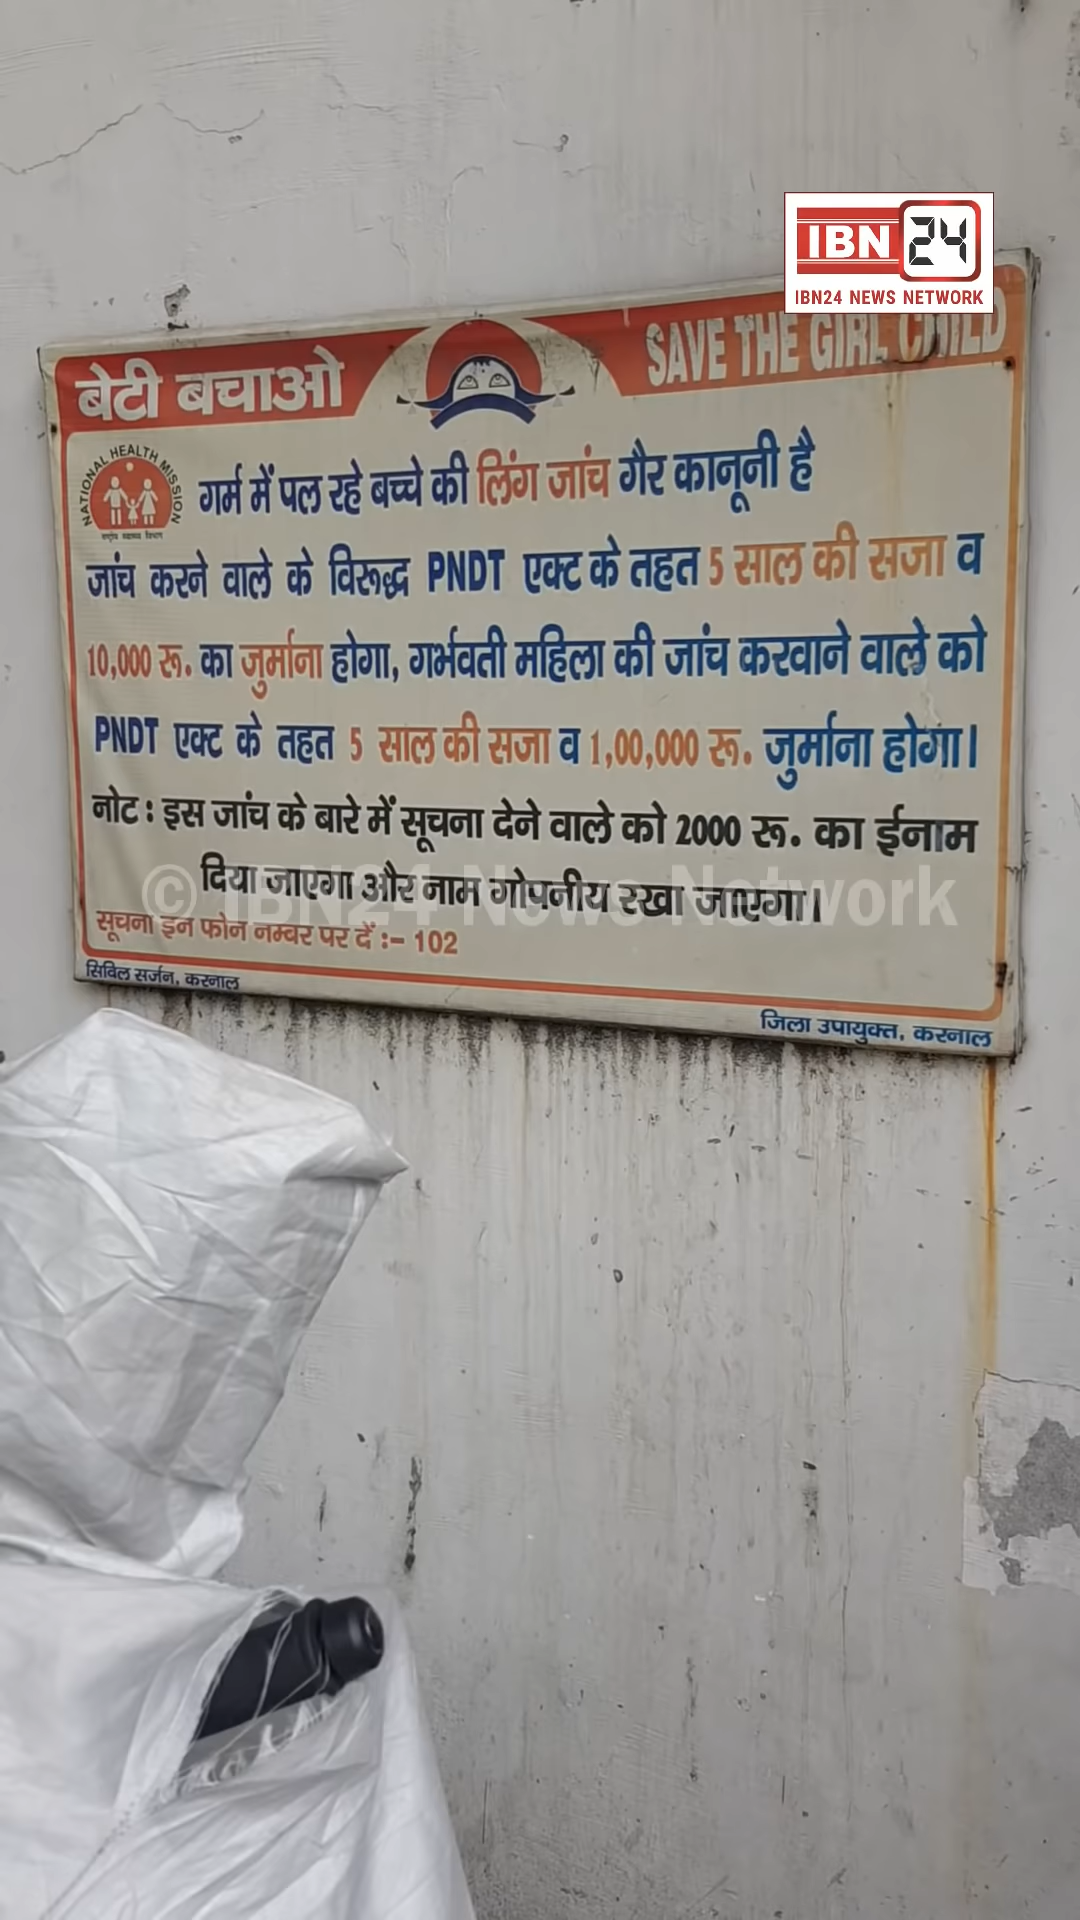 IBN 24
IBN24 NEWS NETWORK
बेटी बचाओ
SAVE THE GIRL CHILD
NATIONAL HEALTH MISSION
गर्म में पल रहे बच्चे की लिंग जांच गैर कानूनी है
जांच करने वाले के विरूद्ध PNDT एक्ट के तहत 5 साल की सजा व
10,000 रू. का जुर्माना होगा, गर्भवती महिला की जांच करवाने वाले को
PNDT एक्ट के तहत 5 साल की सजा व 1,00,000 रू. जुर्माना होगा।
नोट : इस जांच के बारे में सूचना देने वाले को 2000 रू. का ईनाम
दिया जाएगा और नाम गोपनीय रखा जाएगा।
© IBN24 News Network
सूचना इन फोन नम्बर पर दें :- 102
सिविल सर्जन, करनाल
जिला उपायुक्त, करनाल